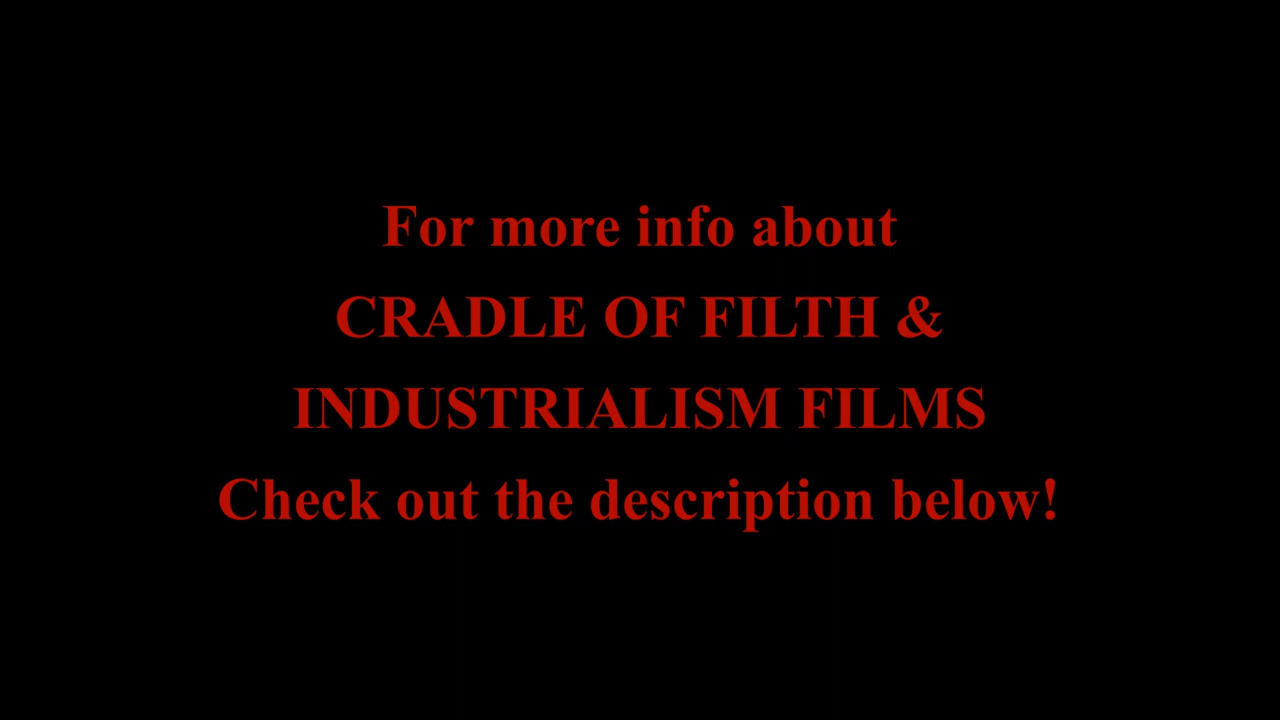 For more info about
CRADLE OF FILTH &
INDUSTRIALISM FILMS
Check out the description below!